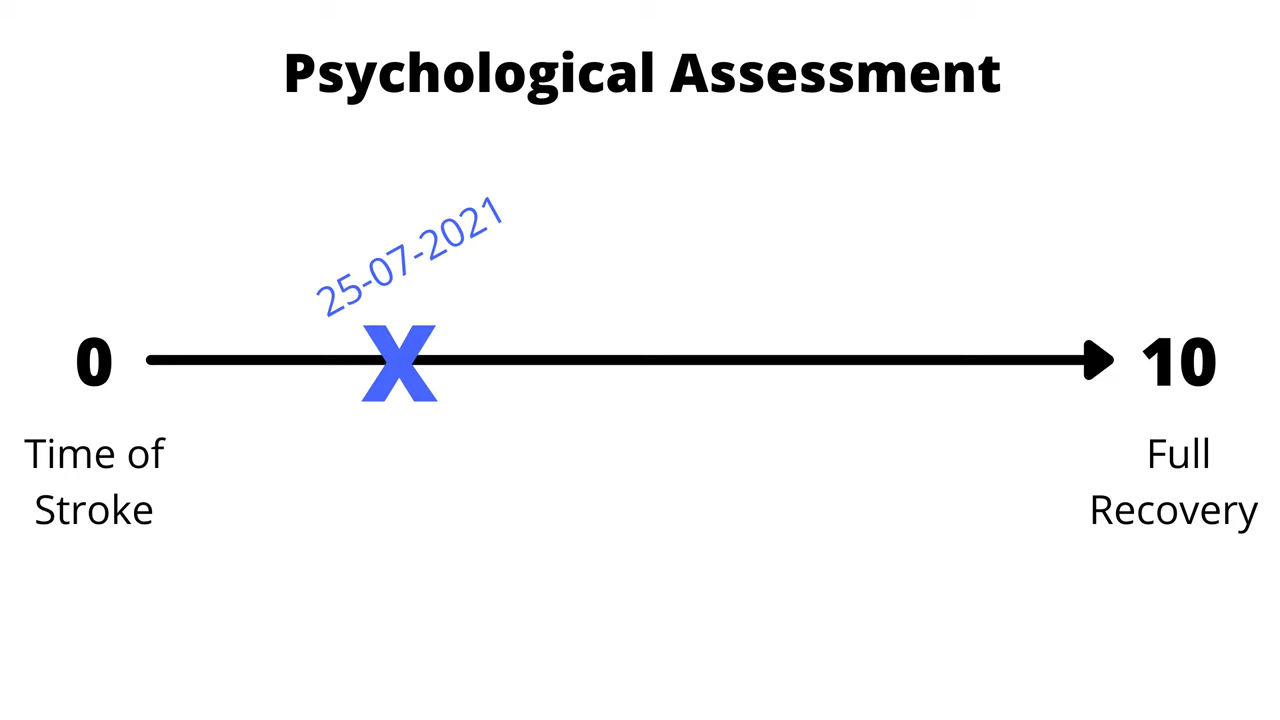 Psychological Assessment
25-07-2021
X
0
10
Time of
Stroke
Full
Recovery